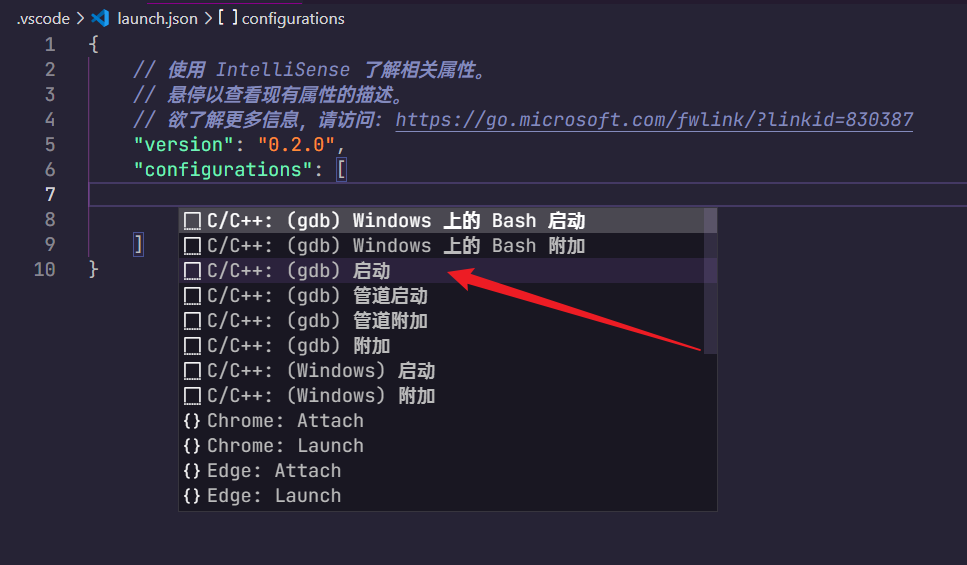 .vscode > launch.json > [ ] configurations
1 {
2 // 使用 IntelliSense 了解相关属性。
3 // 悬停以查看现有属性的描述。
4 // 欲了解更多信息，请访问: https://go.microsoft.com/fwlink/?linkid=830387
5 "version": "0.2.0",
6 "configurations": [
7
8 C/C++: (gdb) Windows 上的 Bash 启动
9 ] C/C++: (gdb) Windows 上的 Bash 附加
10 } C/C++: (gdb) 启动
C/C++: (gdb) 管道启动
C/C++: (gdb) 管道附加
C/C++: (gdb) 附加
C/C++: (Windows) 启动
C/C++: (Windows) 附加
{} Chrome: Attach
{} Chrome: Launch
{} Edge: Attach
{} Edge: Launch